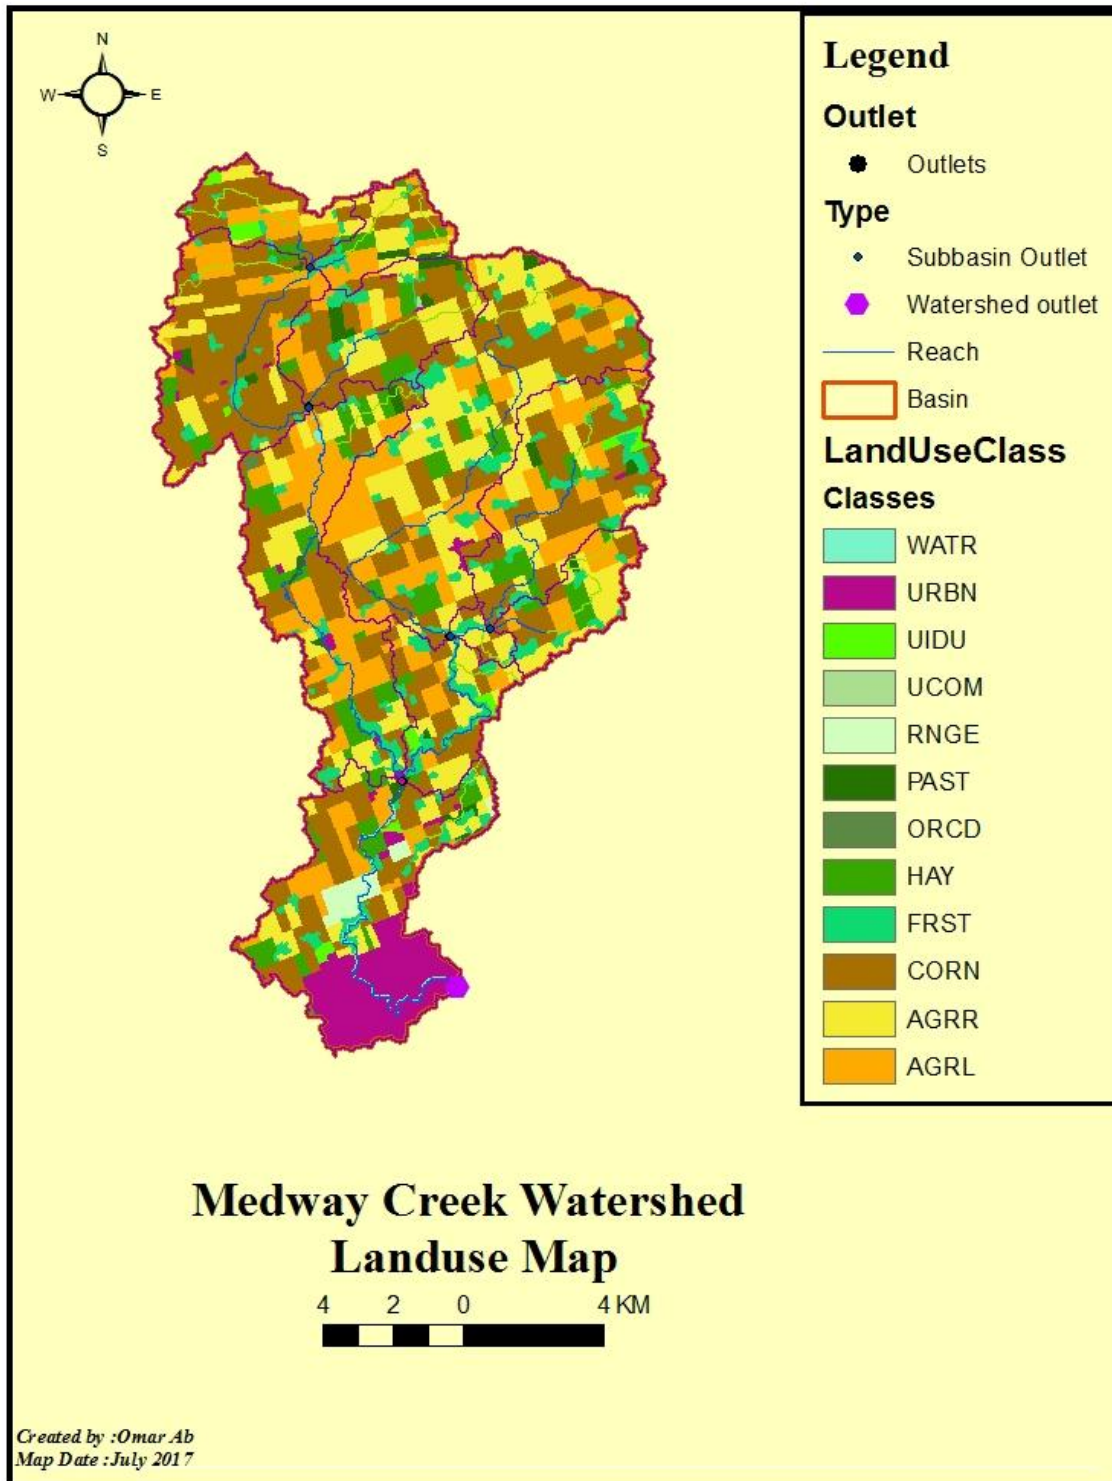 N
W E
S
Legend
Outlet
Outlets
Type
Subbasin Outlet
Watershed outlet
Reach
Basin
LandUseClass
Classes
WATR
URBN
UIDU
UCOM
RNGE
PAST
ORCD
HAY
FRST
CORN
AGRR
AGRL
Medway Creek Watershed
Landuse Map
4 2 0 4 KM
Created by :Omar Ab
Map Date :July 2017